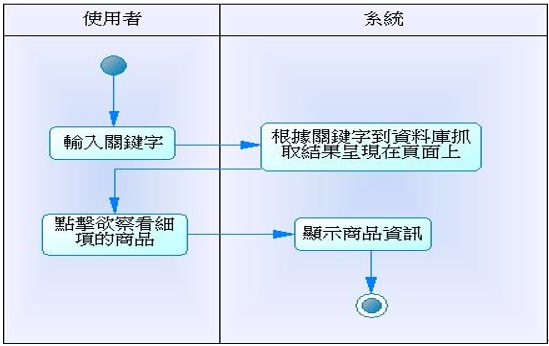 使用者
系統
輸入關鍵字
根據關鍵字到資料庫抓
取結果呈現在頁面上
點擊欲察看細
項的商品
顯示商品資訊